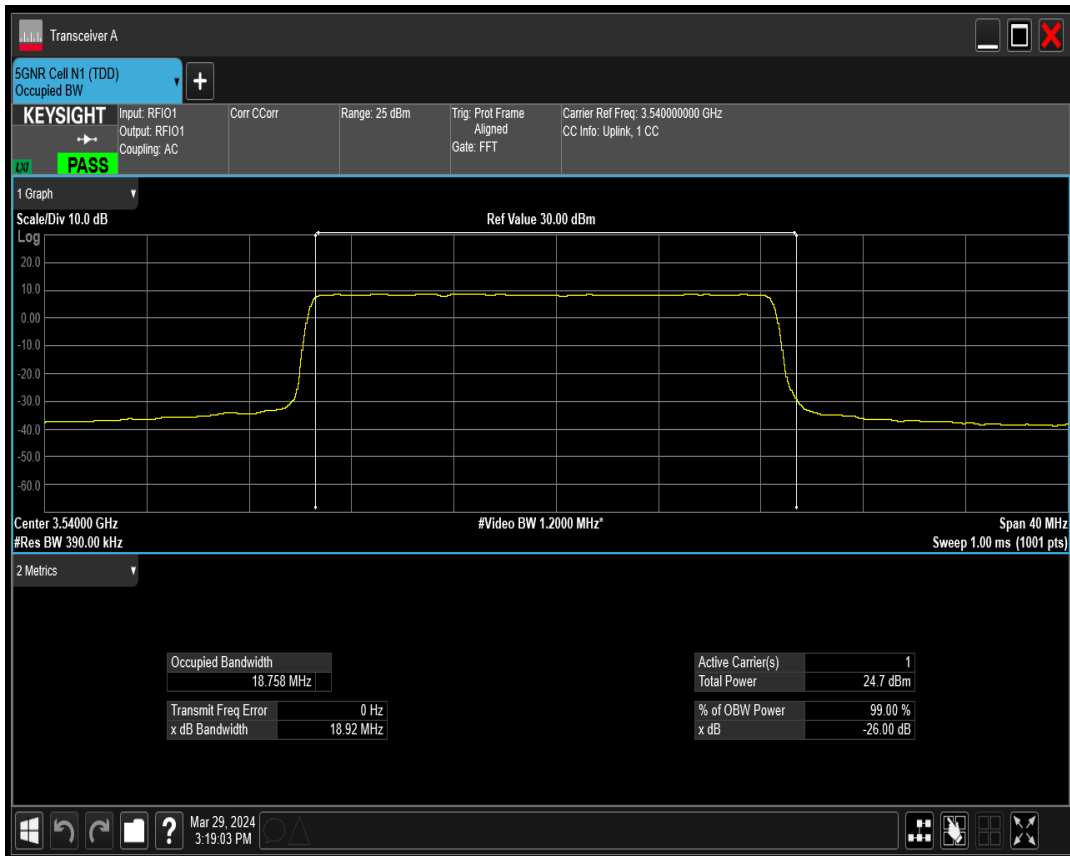 Transceiver A
5GNR Cell N1 (TDD)
Occupied BW
+
KEYSIGHT
LXI
PASS
Input: RFIO1
Output: RFIO1
Coupling: AC
Corr CCorr
Range: 25 dBm
Trig: Prot Frame
Aligned
Gate: FFT
Carrier Ref Freq: 3.540000000 GHz
CC Info: Uplink, 1 CC
1 Graph
Scale/Div 10.0 dB
Ref Value 30.00 dBm
Log
20.0
10.0
0.00
-10.0
-20.0
-30.0
-40.0
-50.0
-60.0
Center 3.54000 GHz
#Video BW 1.2000 MHz*
Span 40 MHz
#Res BW 390.00 kHz
Sweep 1.00 ms (1001 pts)
2 Metrics
Occupied Bandwidth
18.758 MHz
Transmit Freq Error 0 Hz
x dB Bandwidth 18.92 MHz
Active Carrier(s) 1
Total Power 24.7 dBm
% of OBW Power 99.00 %
x dB -26.00 dB
?
Mar 29, 2024
3:19:03 PM